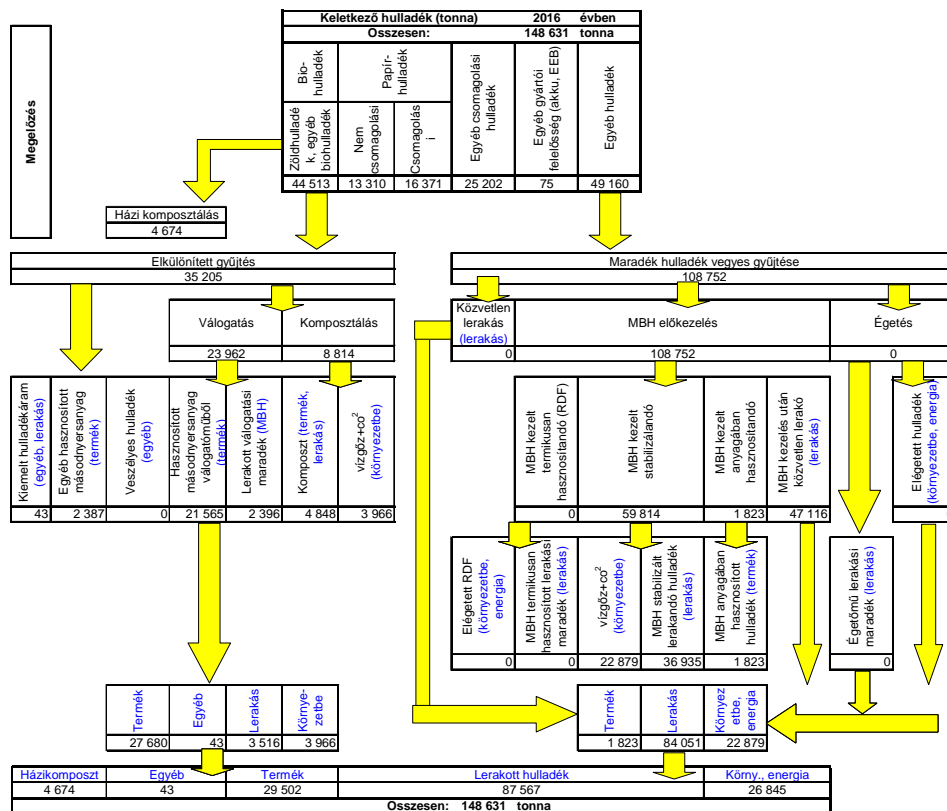 Keletkező hulladék (tonna) 2016 évben
Összesen: 148 631 tonna
Megelőzés
Bio-
hulladék
Papír-
hulladék
Zöldhulladé
k, egyéb
biohulladék
Nem
csomagolási
Csomagolás
i
Egyéb csomagolási
hulladék
Egyéb gyártói
felelősség (akku, EEB)
Egyéb hulladék
44 513 13 310 16 371 25 202 75 49 160
Házi komposztálás
4 674
Elkülönített gyűjtés
35 205
Maradék hulladék vegyes gyűjtése
108 752
Válogatás
23 962
Komposztálás
8 814
Közvetlen
lerakás
(lerakás)
0
MBH előkezelés
108 752
Égetés
0
Kiemelt hulladékáram
(egyéb, lerakás)
Egyéb hasznosított
másodnyersanyag
(termék)
Veszélyes hulladék
(egyéb)
Hasznosított
másodnyersanyag
válogatóműből
(termék)
Lerakott válogatási
maradék (MBH)
Komposzt (termék,
lerakás)
vízgőz+co²
(környezetbe)
43 2 387 0 21 565 2 396 4 848 3 966
MBH kezelt
termikusan
hasznosítandó (RDF)
MBH kezelt
stabilizálandó
MBH kezelt
anyagában
hasznosítandó
MBH kezelés után
közvetlen lerakó
(lerakás)
0 59 814 1 823 47 116
Elégetett hulladék
(környezetbe, energia)
Elégetett RDF
(környezetbe,
energia)
MBH termikusan
hasznosított lerakási
maradék (lerakás)
vízgőz+co²
(környezetbe)
MBH stabilizált
lerakandó hulladék
(lerakás)
MBH anyagában
hasznosított
hulladék (termék)
0 0 22 879 36 935 1 823
Égetőmű lerakási
maradék (lerakás)
0
Termék
Egyéb
Lerakás
Környe-
zetbe
27 680 43 3 516 3 966
Termék
Lerakás
Környez
etbe,
energia
1 823 84 051 22 879
Házikomposzt Egyéb Termék Lerakott hulladék Körny., energia
4 674 43 29 502 87 567 26 845
Összesen: 148 631 tonna